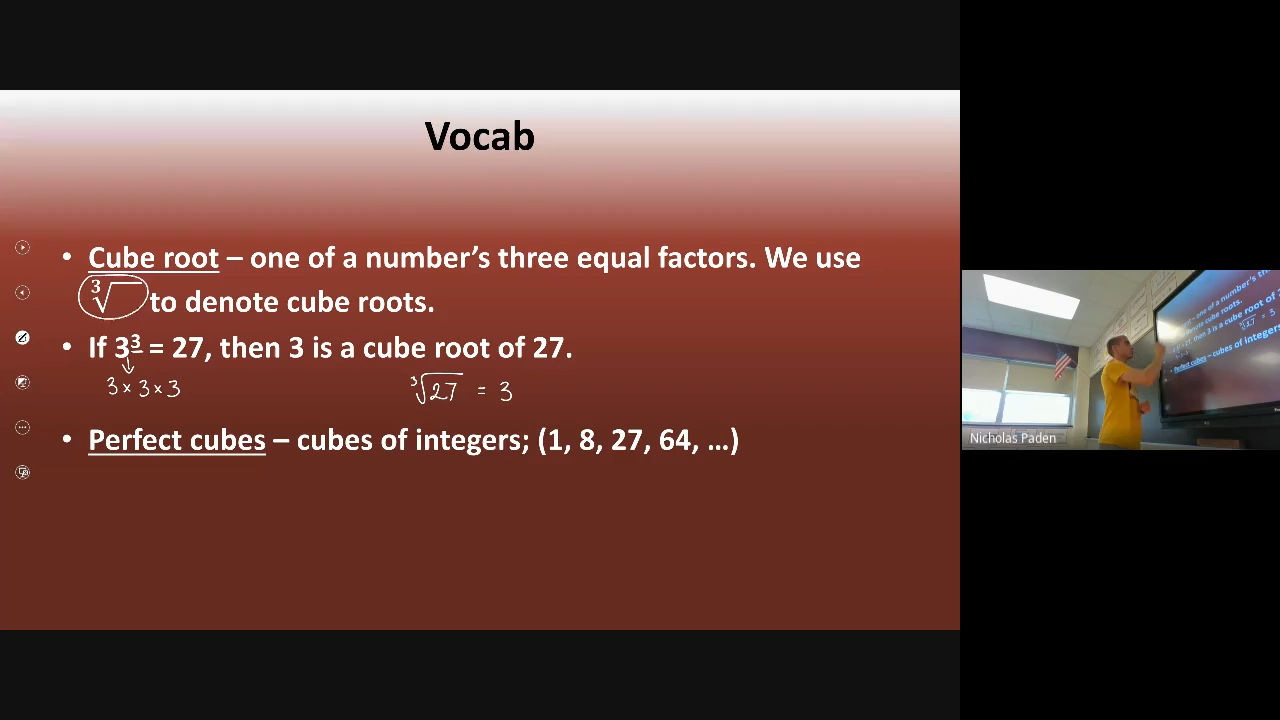 Vocab
• Cube root – one of a number's three equal factors. We use
∛ to denote cube roots.
• If 3³ = 27, then 3 is a cube root of 27.
3 × 3 × 3
∛27 = 3
• Perfect cubes – cubes of integers; (1, 8, 27, 64, …)
Nicholas Paden